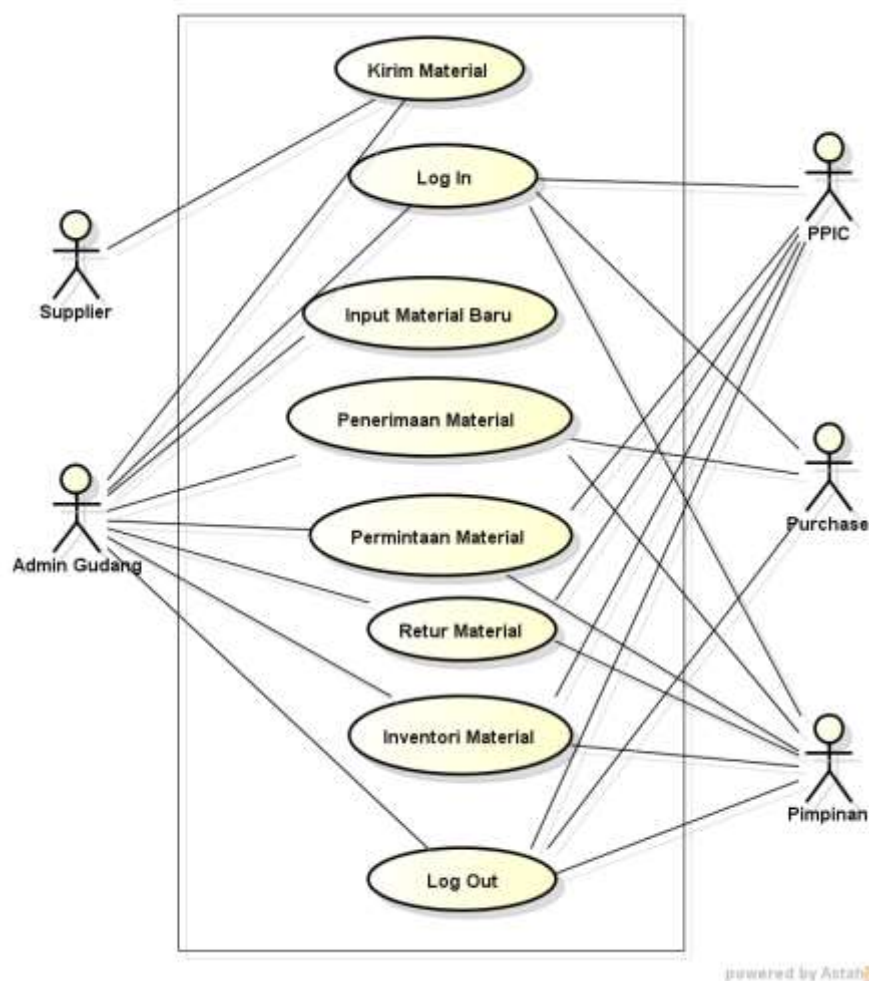 Kirim Material
Log In
PPIC
Supplier
Input Material Baru
Penerimaan Material
Purchase
Permintaan Material
Admin Gudang
Retur Material
Inventori Material
Pimpinan
Log Out
powered by Astah